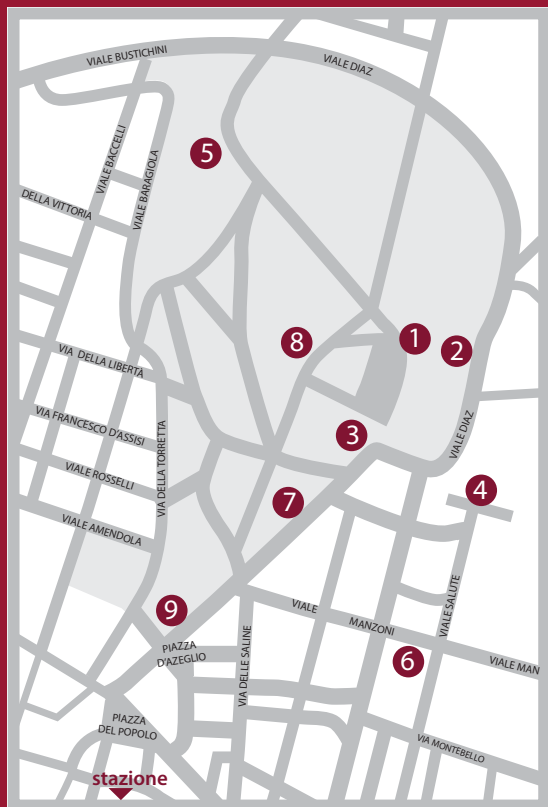 VIALE BUSTICHINI
VIALE DIAZ
5
VIALE BACCELLI
VIALE BARAGIOLA
DELLA VITTORIA
1
2
8
VIA DELLA LIBERTÀ
VIA FRANCESCO D'ASSISI
VIA DELLA TORRETTA
3
VIALE DIAZ
VIALE ROSSELLI
4
7
VIALE AMENDOLA
VIALE SALUTE
9
VIALE
MANZONI
PIAZZA
D'AZEGLIO
VIA DELLE SALINE
6
VIALE MAN
PIAZZA
DEL POPOLO
VIA MONTEBELLO
stazione